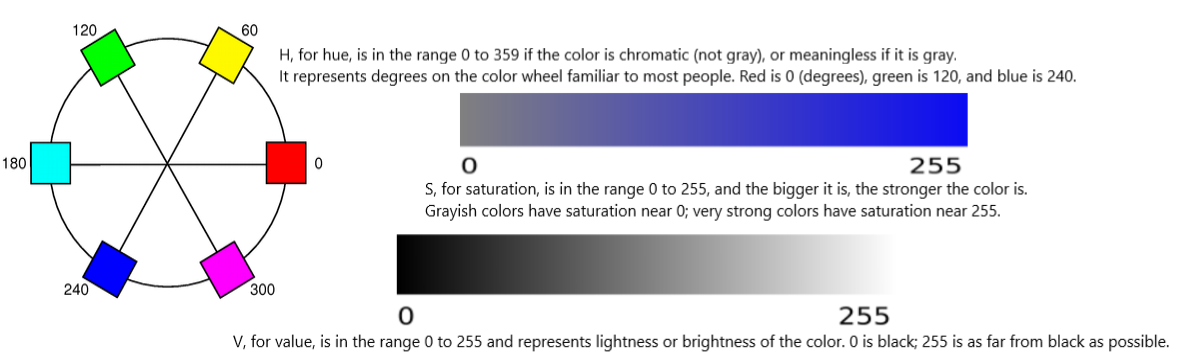 120
60
H, for hue, is in the range 0 to 359 if the color is chromatic (not gray), or meaningless if it is gray.
It represents degrees on the color wheel familiar to most people. Red is 0 (degrees), green is 120, and blue is 240.
180
0
0
255
S, for saturation, is in the range 0 to 255, and the bigger it is, the stronger the color is.
Grayish colors have saturation near 0; very strong colors have saturation near 255.
240
300
0
255
V, for value, is in the range 0 to 255 and represents lightness or brightness of the color. 0 is black; 255 is as far from black as possible.